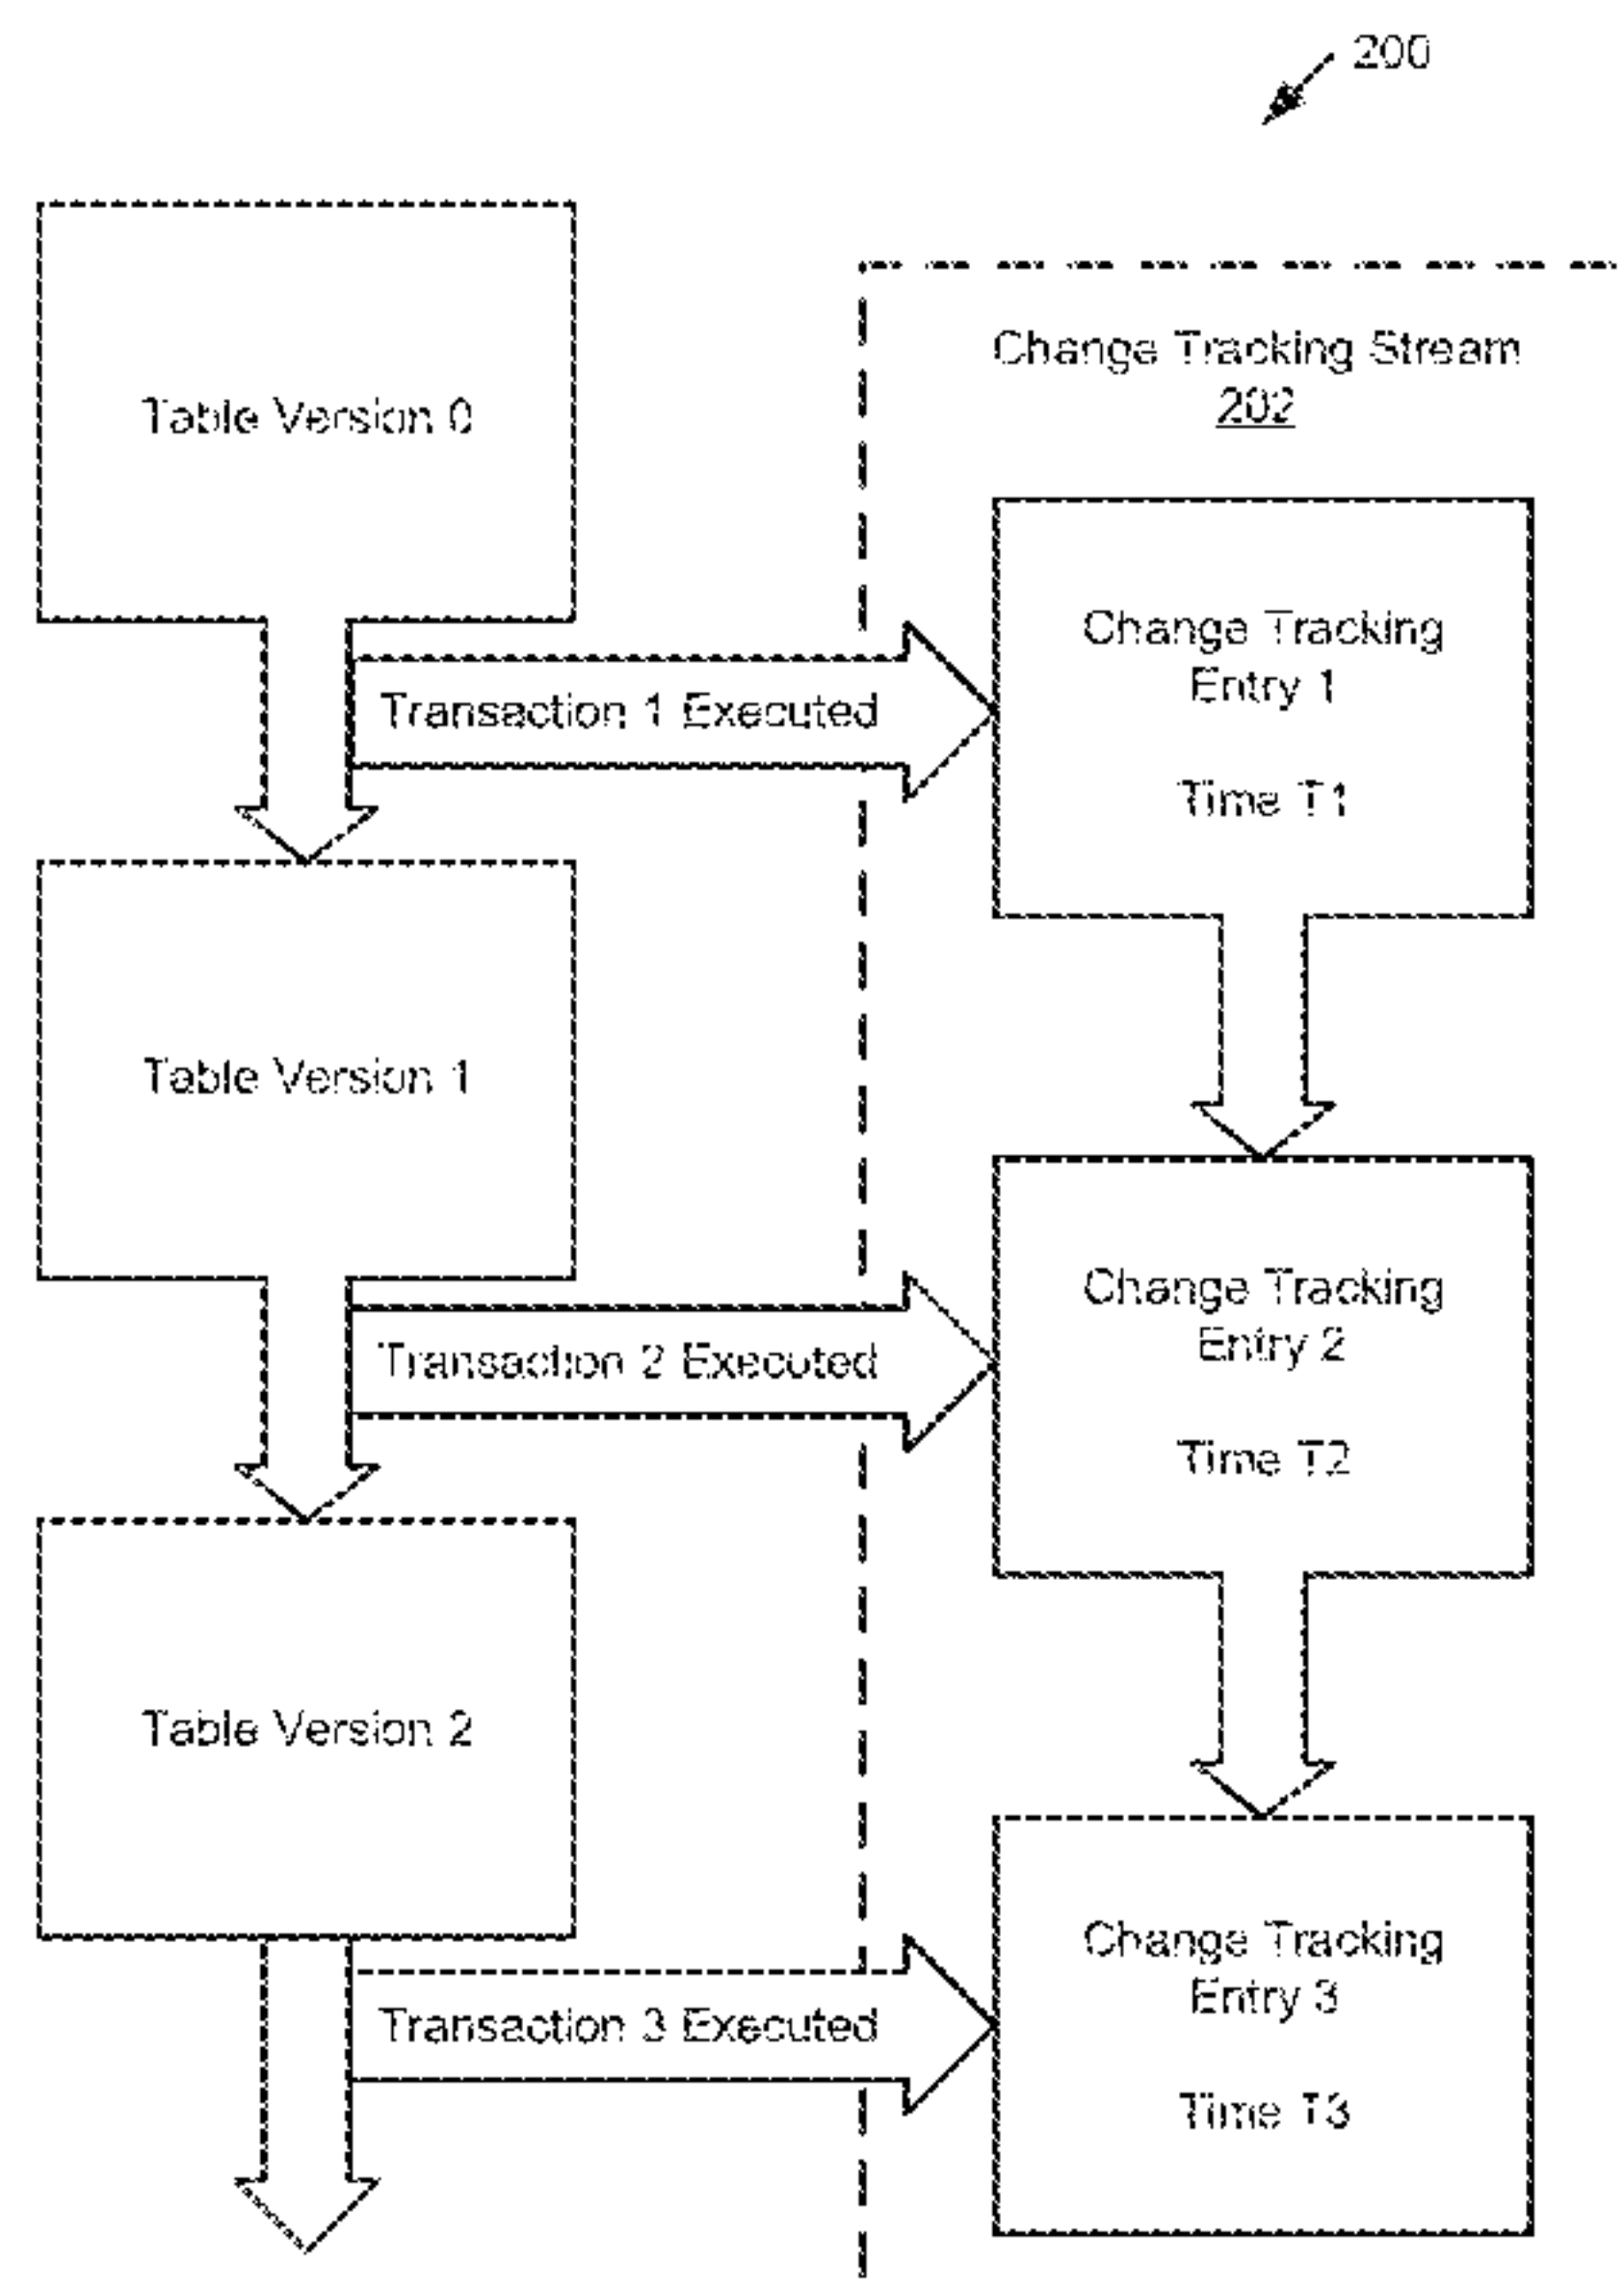 200
Table Version 0
Change Tracking Stream
202
Change Tracking
Entry 1
Time T1
Transaction 1 Executed
Table Version 1
Change Tracking
Entry 2
Time T2
Transaction 2 Executed
Table Version 2
Change Tracking
Entry 3
Time T3
Transaction 3 Executed